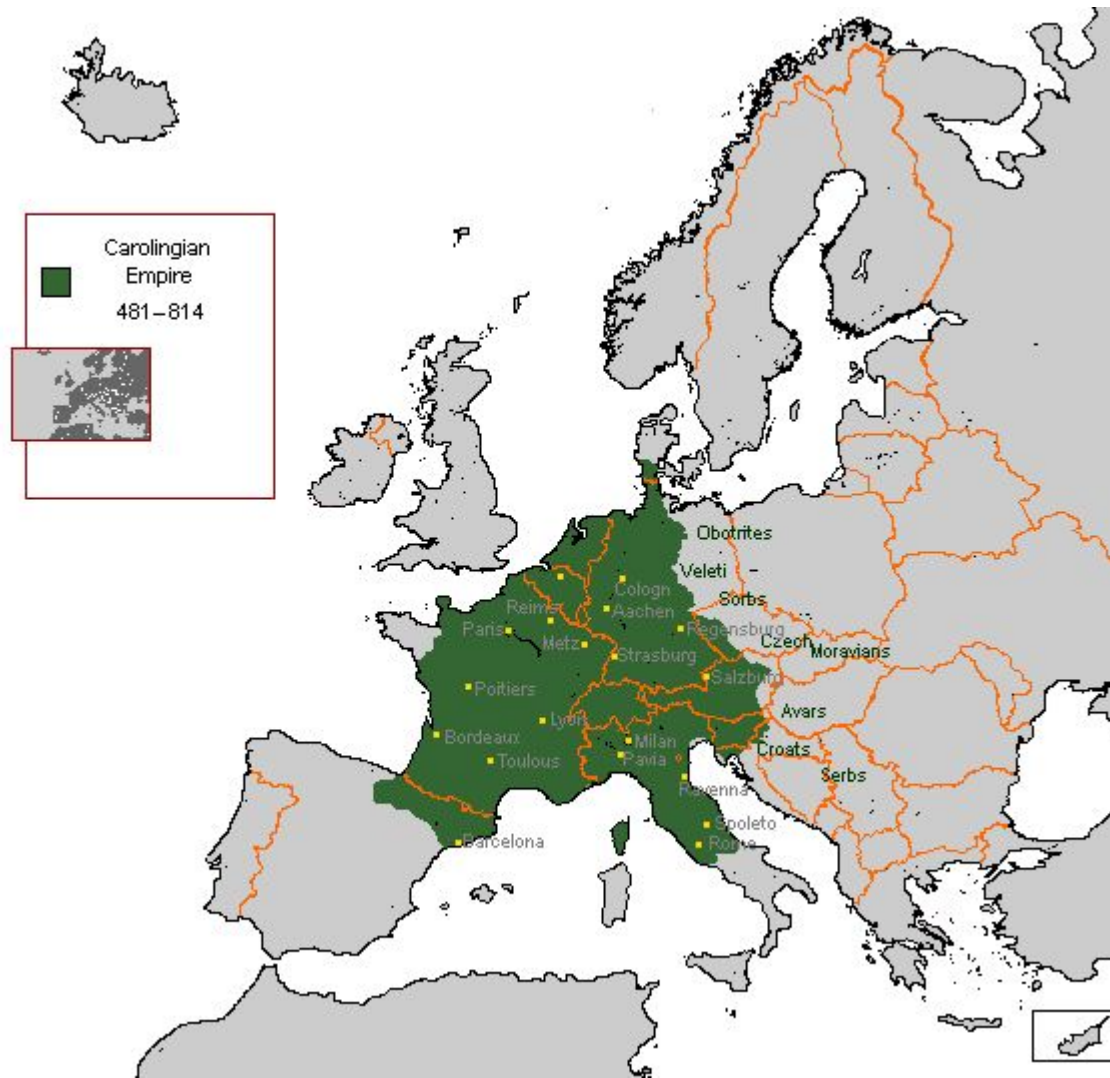 Carolingian
Empire
481–814
Obotrites
Veleti
Cologn
Sorbs
Reims
Aachen
Paris
Regensburg
Metz
Czech
Moravians
Strasburg
Salzburg
Poitiers
Avars
Lyon
Bordeaux
Milan
Croats
Toulous
Pavia
Serbs
Ravenna
Spoleto
Barcelona
Rome